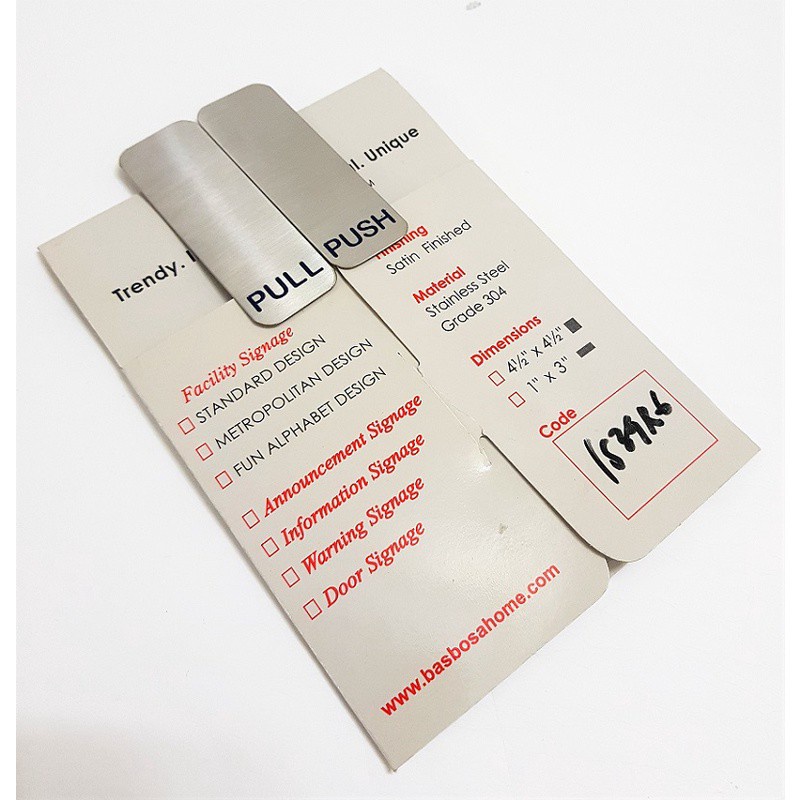 Trendy.
Unique
PULL
PUSH
Facility Signage
STANDARD DESIGN
METROPOLITAN DESIGN
FUN ALPHABET DESIGN
Announcement Signage
Information Signage
Warning Signage
Door Signage
www.basbosahome.com
Finishing
Satin Finished
Material
Stainless Steel
Grade 304
Dimensions
4½" x 4½"
1" x 3"
Code